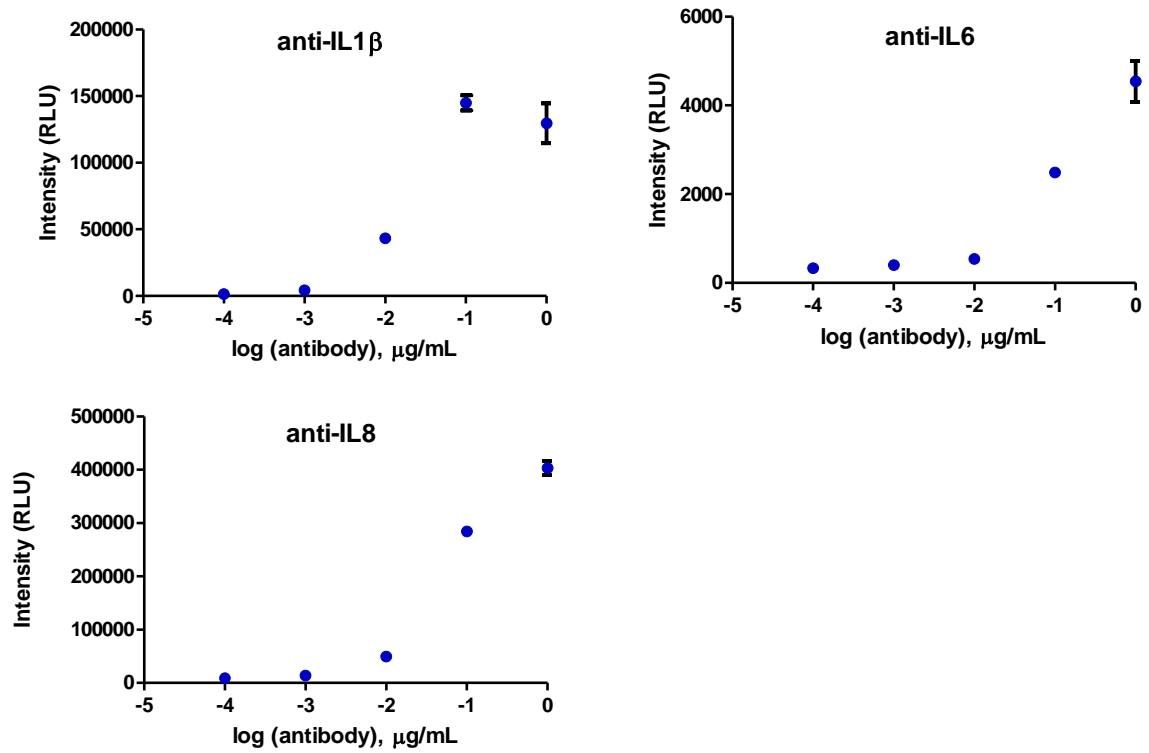 anti-IL1β
Intensity (RLU)
200000
150000
100000
50000
0
-5 -4 -3 -2 -1 0
log (antibody), μg/mL
anti-IL6
Intensity (RLU)
6000
4000
2000
0
-5 -4 -3 -2 -1 0
log (antibody), μg/mL
anti-IL8
Intensity (RLU)
500000
400000
300000
200000
100000
0
-5 -4 -3 -2 -1 0
log (antibody), μg/mL